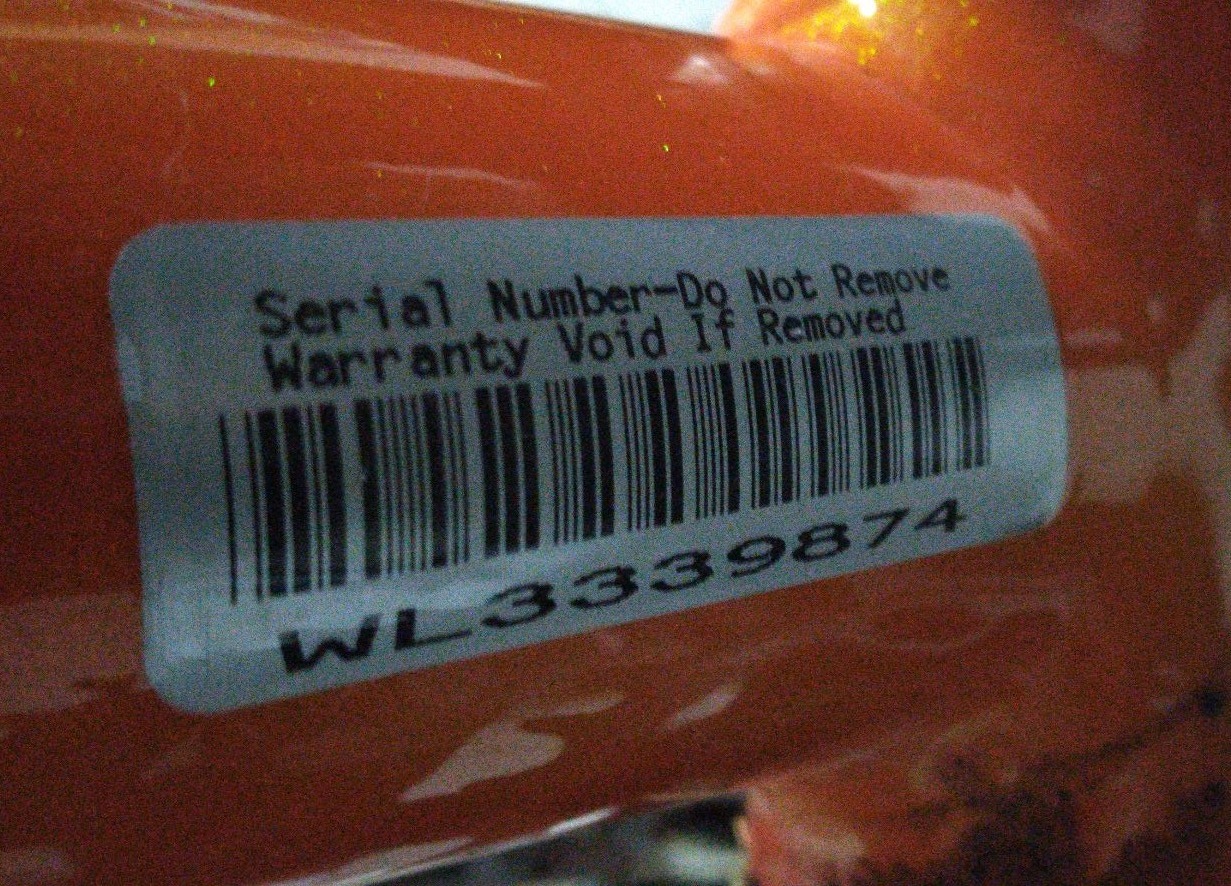 Serial Number-Do Not Remove
Warranty Void If Removed
WL3339874